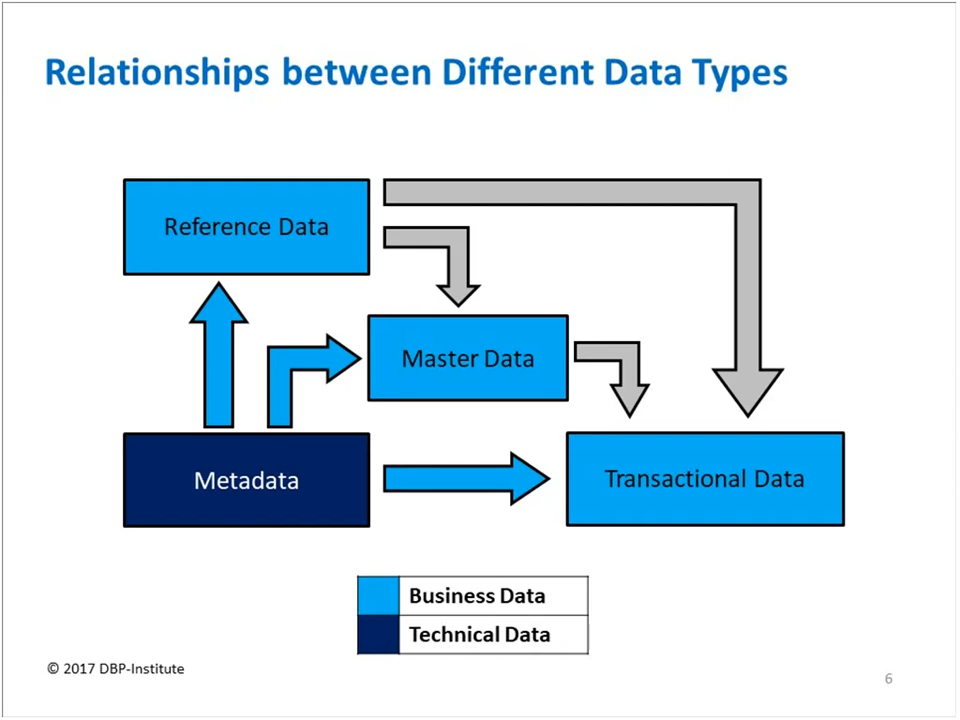 Relationships between Different Data Types
Reference Data
Master Data
Metadata
Transactional Data
Business Data
Technical Data
© 2017 DBP-Institute
6